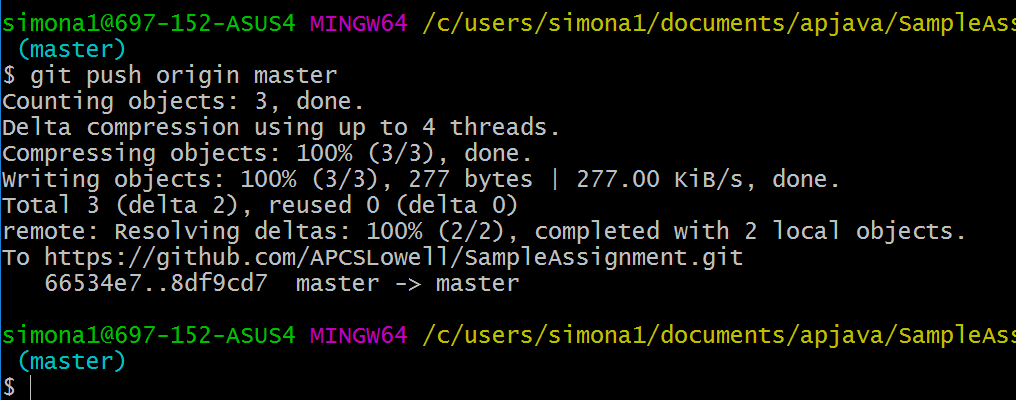 simona1@697-152-ASUS4 MINGW64 /c/users/simona1/documents/apjava/SampleAss
(master)
$ git push origin master
Counting objects: 3, done.
Delta compression using up to 4 threads.
Compressing objects: 100% (3/3), done.
Writing objects: 100% (3/3), 277 bytes | 277.00 KiB/s, done.
Total 3 (delta 2), reused 0 (delta 0)
remote: Resolving deltas: 100% (2/2), completed with 2 local objects.
To https://github.com/APCSLowell/SampleAssignment.git
   66534e7..8df9cd7  master -> master
simona1@697-152-ASUS4 MINGW64 /c/users/simona1/documents/apjava/SampleAss
(master)
$